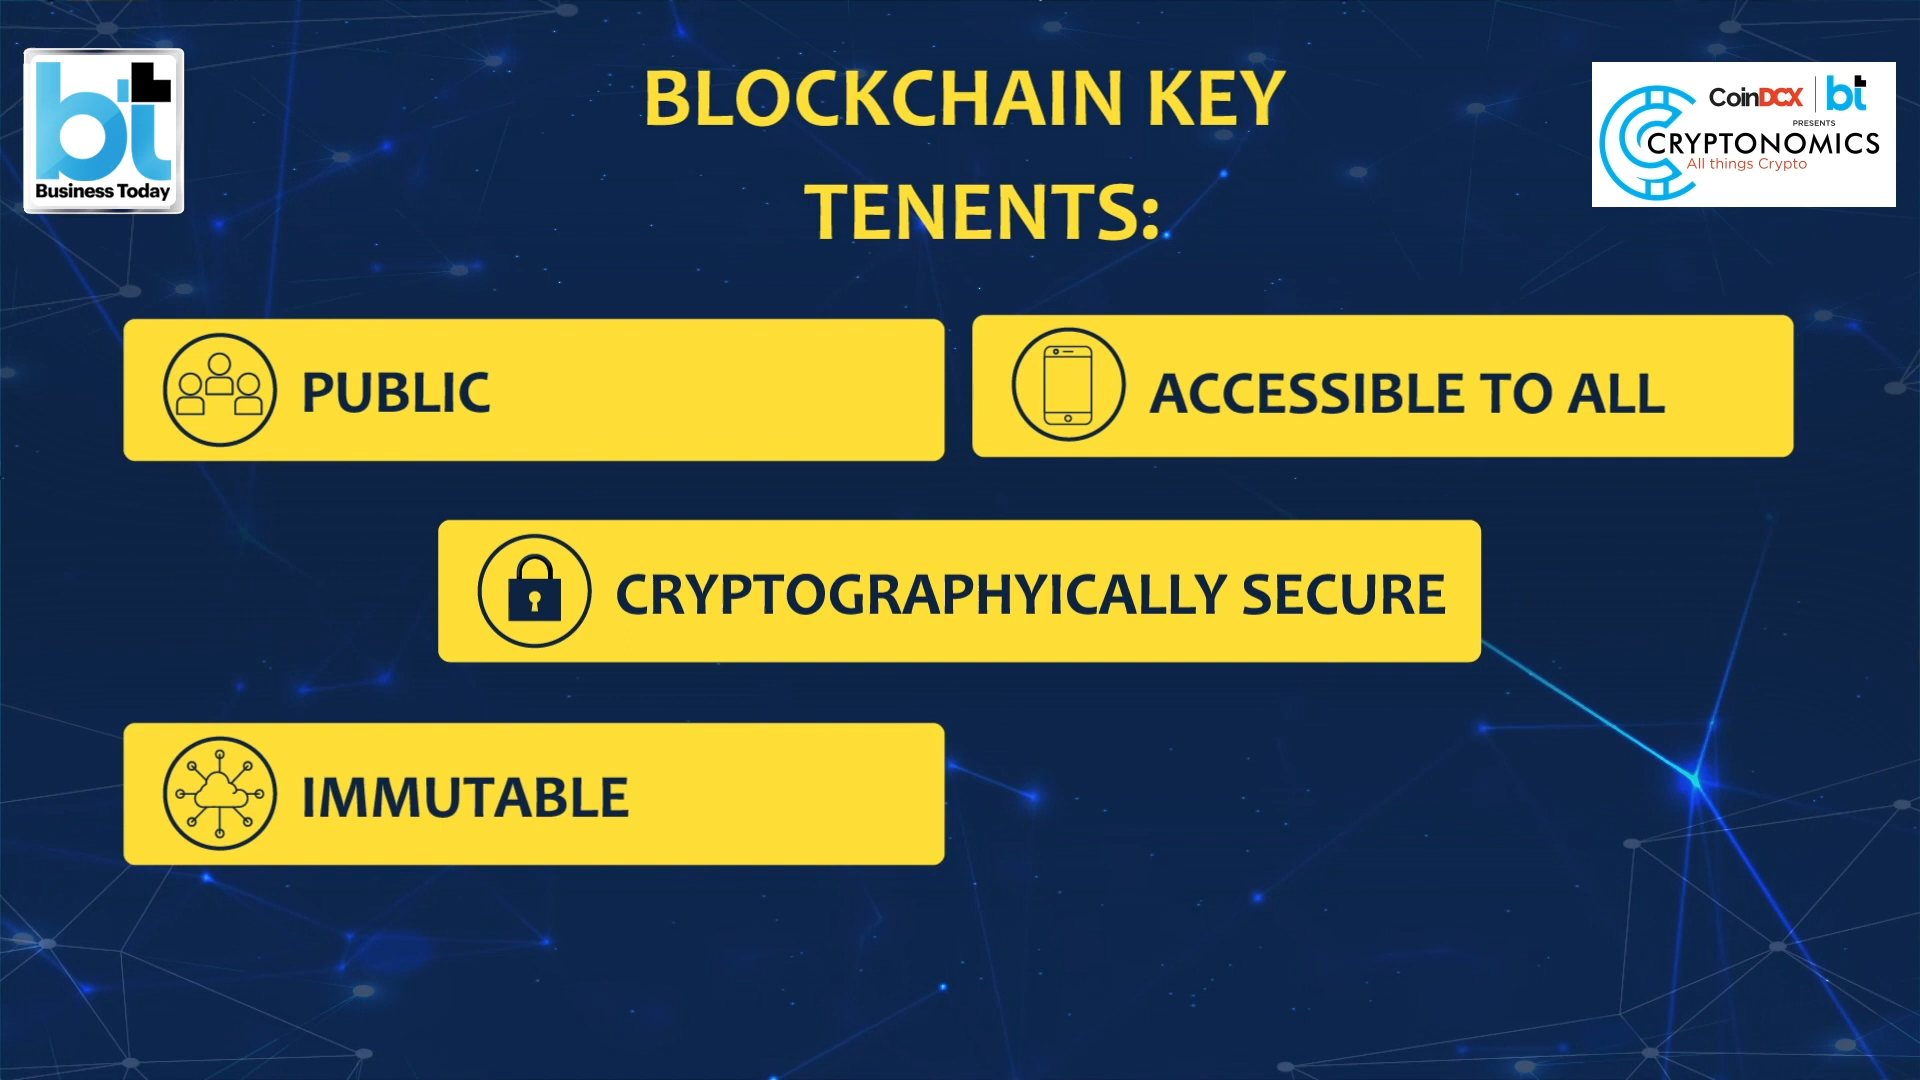 bt
Business Today
BLOCKCHAIN KEY
TENENTS:
CoinDCX | bt
PRESENTS
CRYPTONOMICS
All things Crypto
PUBLIC
ACCESSIBLE TO ALL
CRYPTOGRAPHYICALLY SECURE
IMMUTABLE